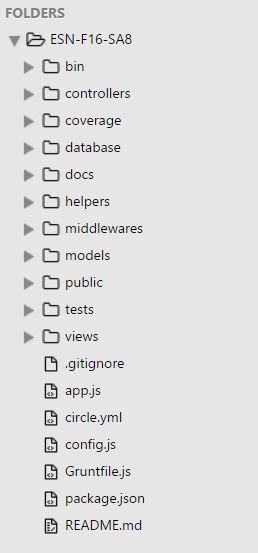 FOLDERS
ESN-F16-SA8
bin
controllers
coverage
database
docs
helpers
middlewares
models
public
tests
views
.gitignore
app.js
circle.yml
config.js
Gruntfile.js
package.json
README.md